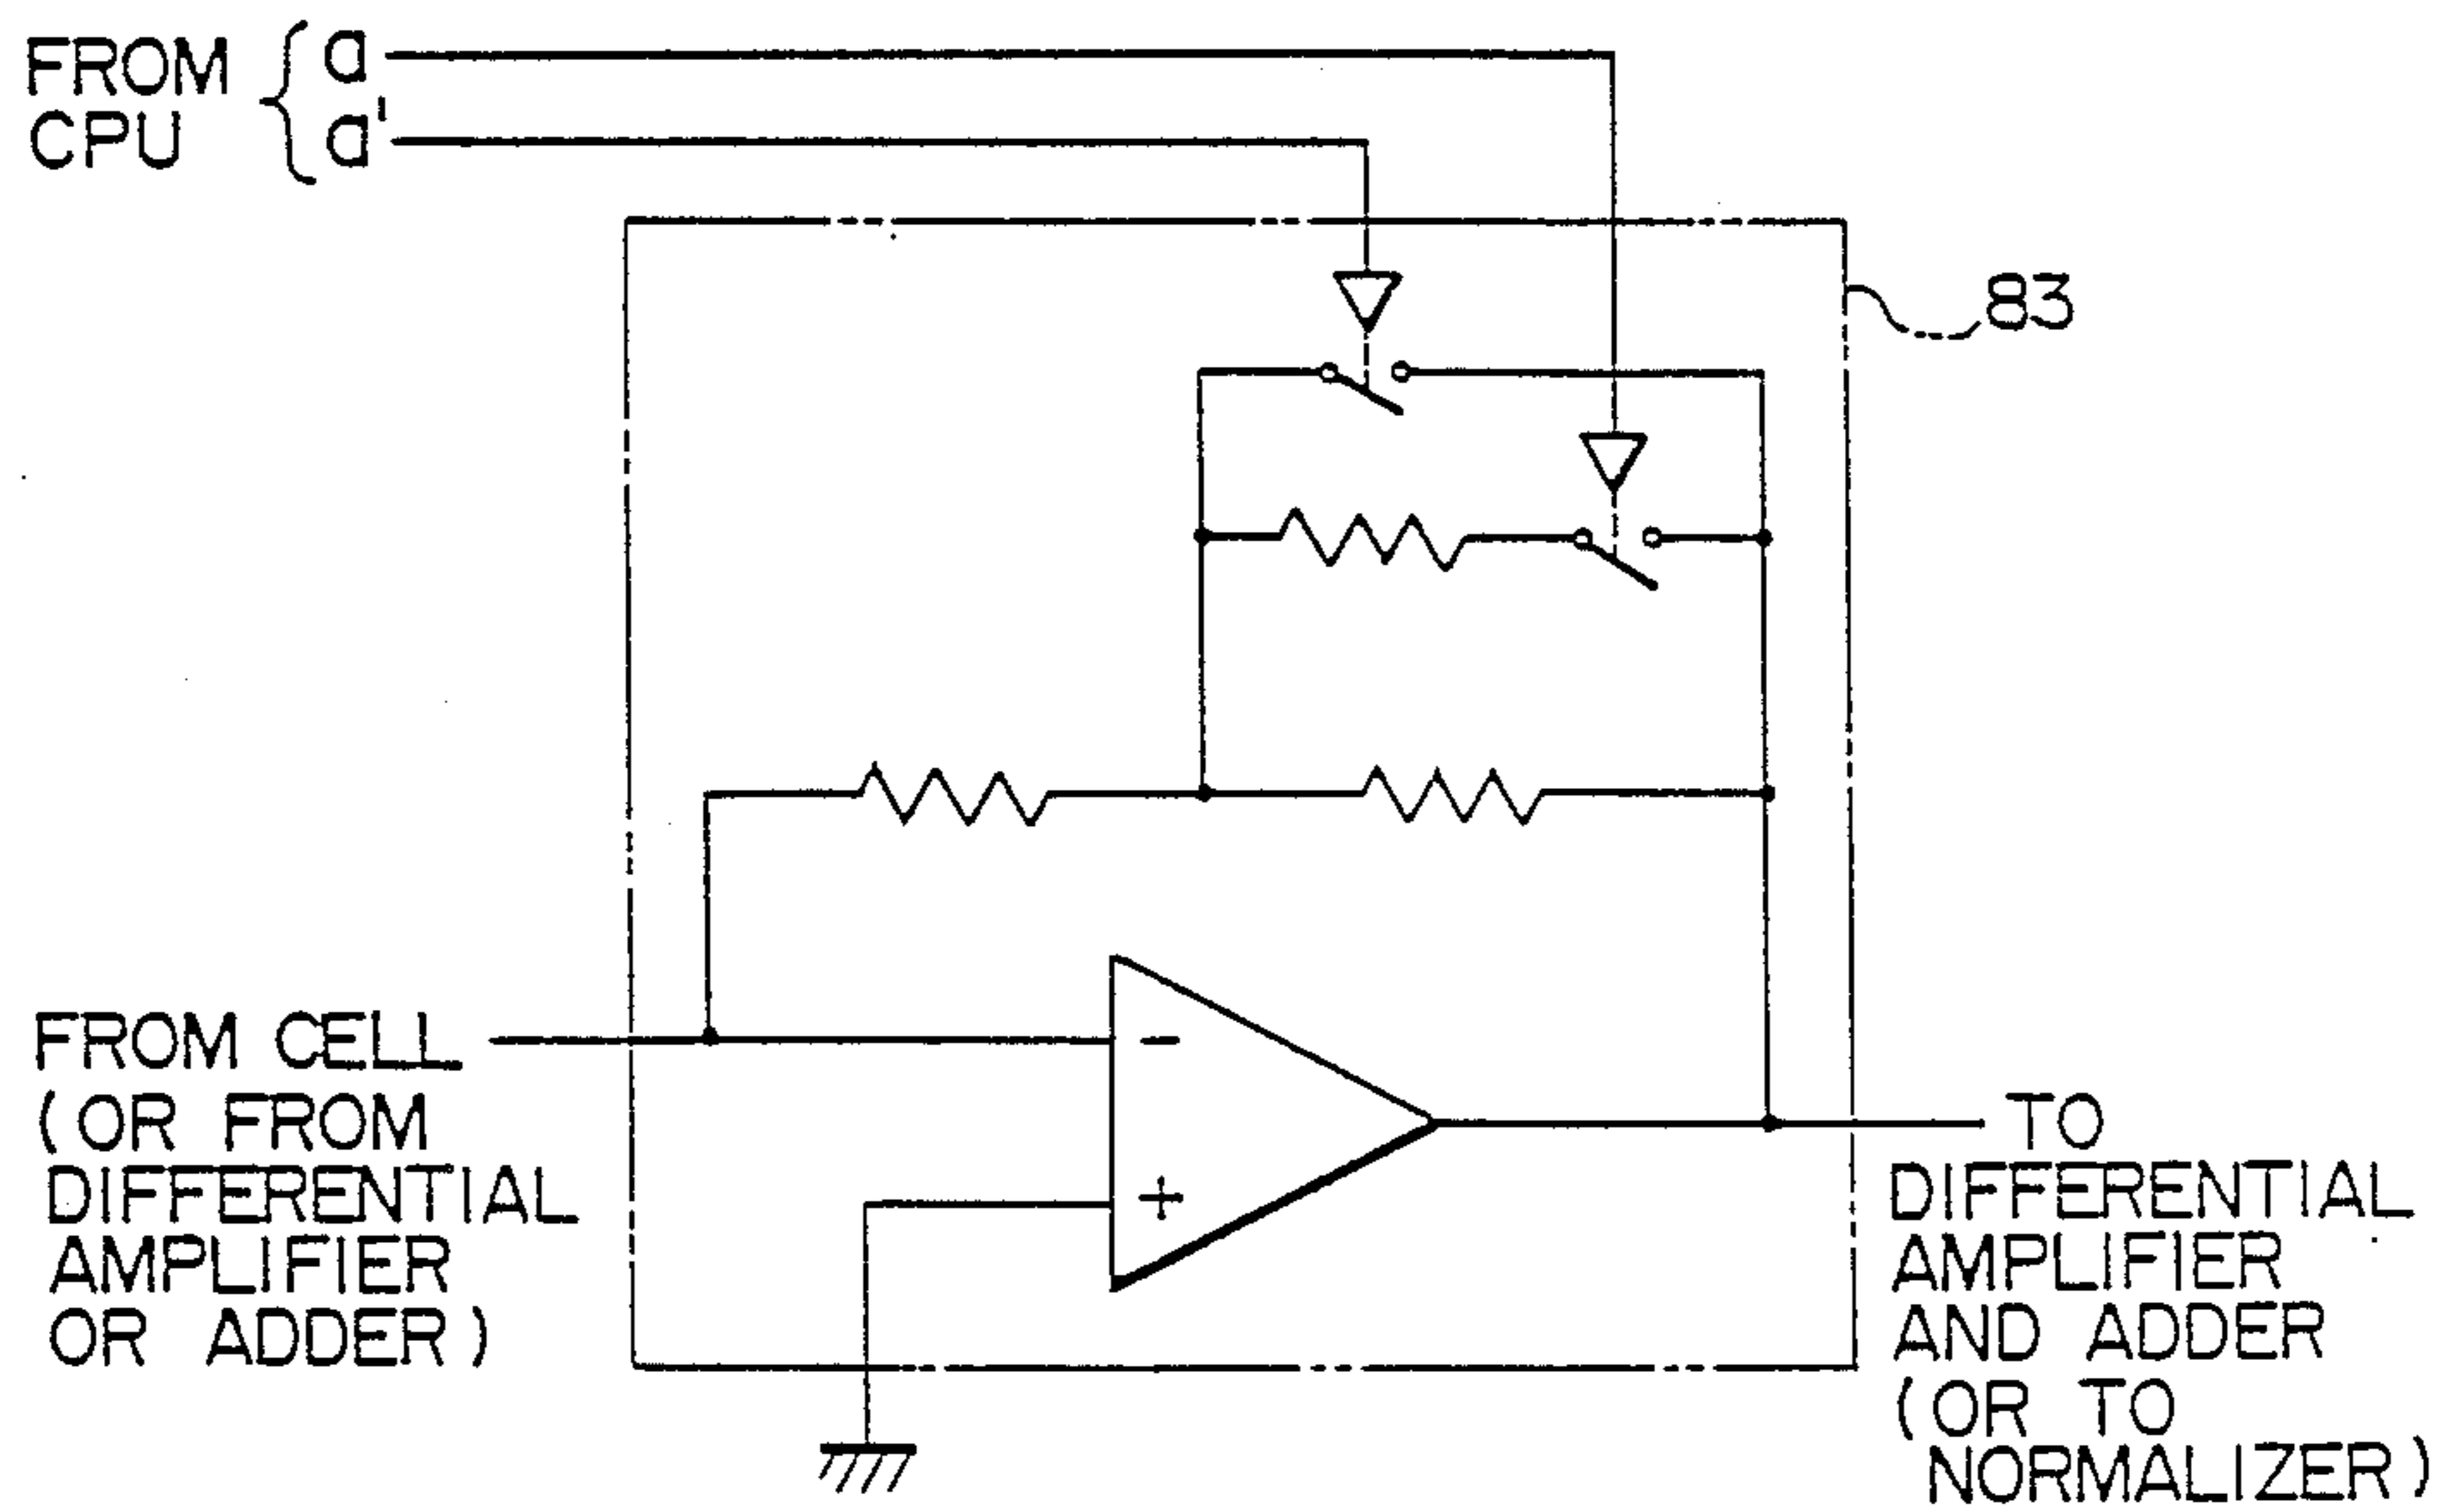 FROM
CPU
a
a'
83
FROM CELL
(OR FROM
DIFFERENTIAL
AMPLIFIER
OR ADDER)
-
+
TO
DIFFERENTIAL
AMPLIFIER
AND ADDER
(OR TO
NORMALIZER)